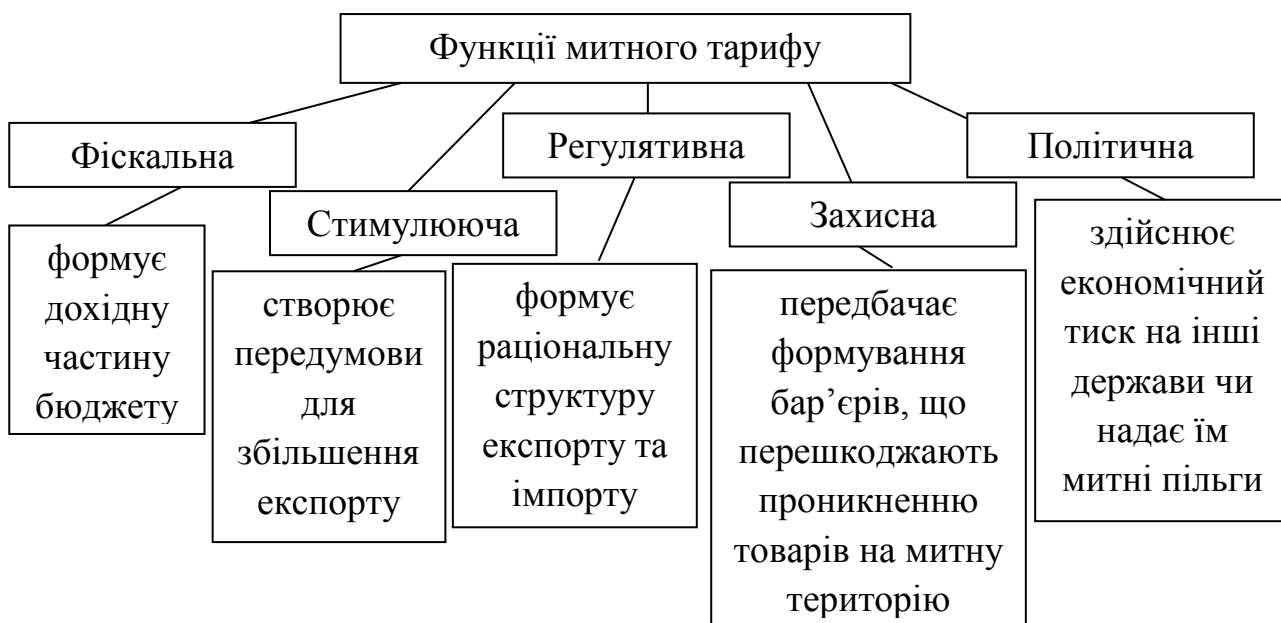 Функції митного тарифу
Фіскальна
формує
дохідну
частину
бюджету
Стимулююча
створює
передумови
для
збільшення
експорту
Регулятивна
формує
раціональну
структуру
експорту та
імпорту
Захисна
передбачає
формування
бар’єрів, що
перешкоджають
проникненню
товарів на митну
територію
Політична
здійснює
економічний
тиск на інші
держави чи
надає їм
митні пільги